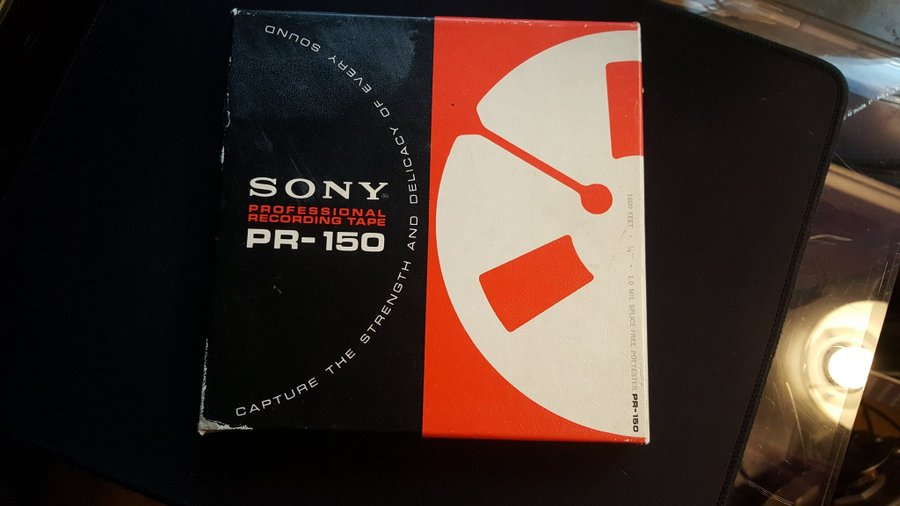 CAPTURE THE STRENGTH AND DELICACY OF EVERY SOUND
SONY®
PROFESSIONAL
RECORDING TAPE
PR-150
1800 FEET • ¼" • 1.0 MIL SPLICE-FREE POLYESTER PR-150